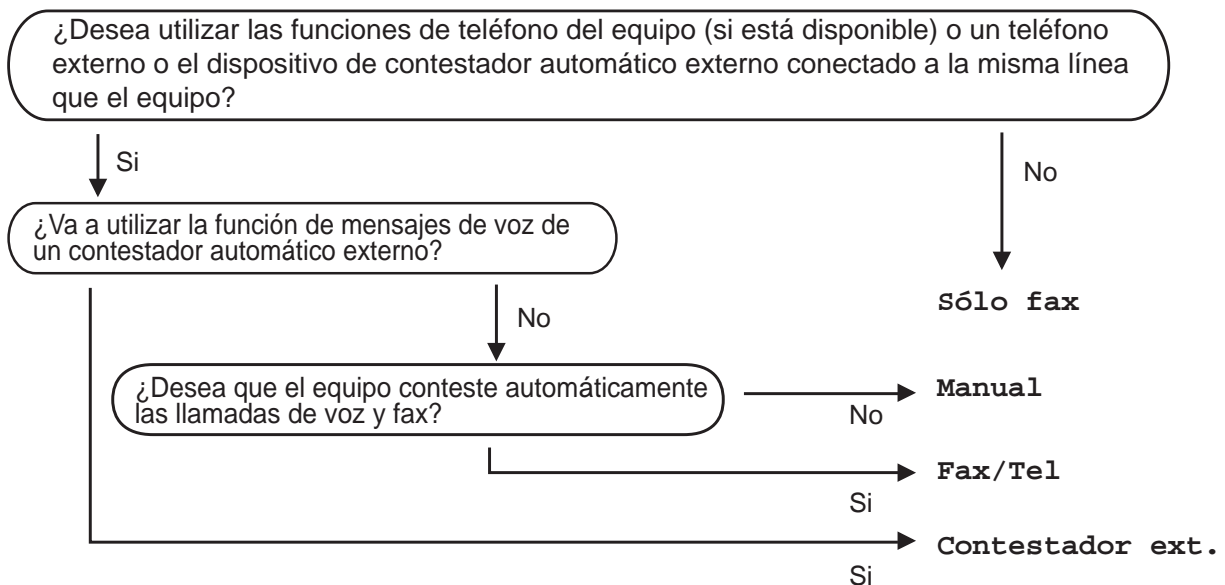 ¿Desea utilizar las funciones de teléfono del equipo (si está disponible) o un teléfono
externo o el dispositivo de contestador automático externo conectado a la misma línea
que el equipo?
Si
No
¿Va a utilizar la función de mensajes de voz de
un contestador automático externo?
No
Sólo fax
¿Desea que el equipo conteste automáticamente
las llamadas de voz y fax?
No
Manual
Si
Fax/Tel
Si
Contestador ext.